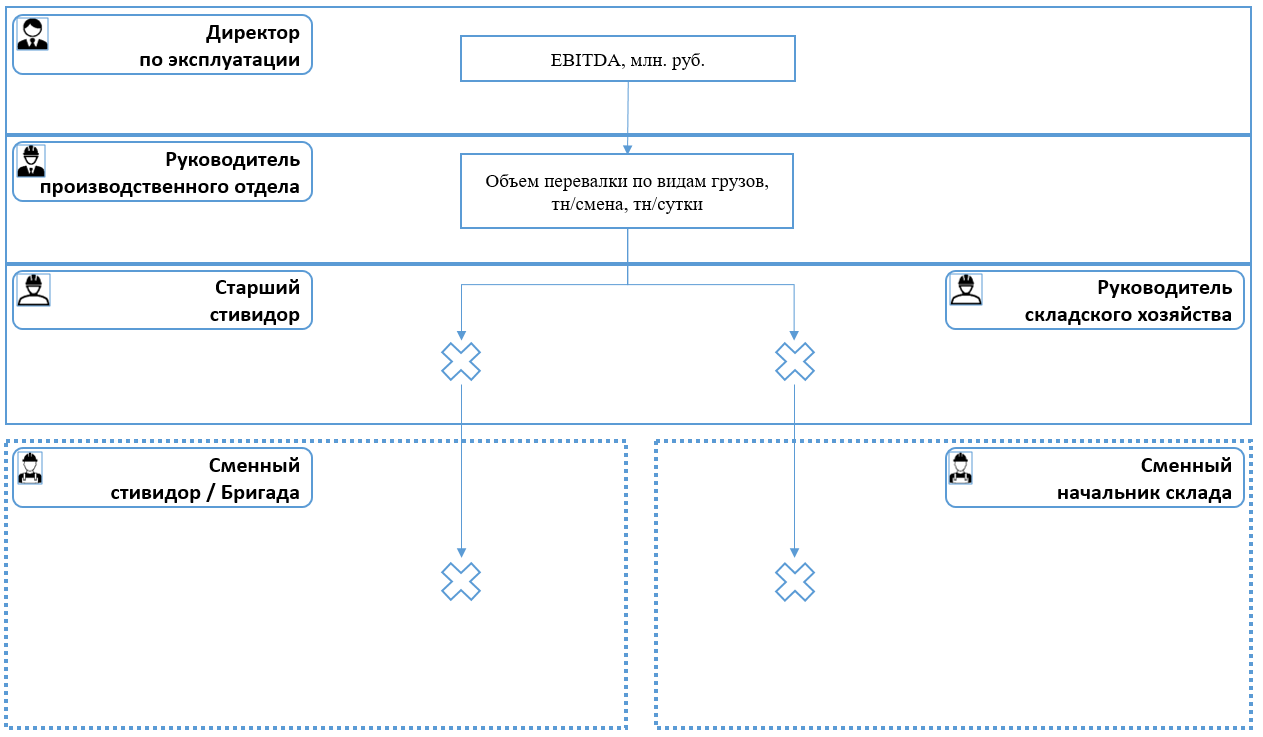 Директор
по эксплуатации
EBITDA, млн. руб.
Руководитель
производственного отдела
Объем перевалки по видам грузов,
тн/смена, тн/сутки
Старший
стивидор
Руководитель
складского хозяйства
Сменный
стивидор / Бригада
Сменный
начальник склада